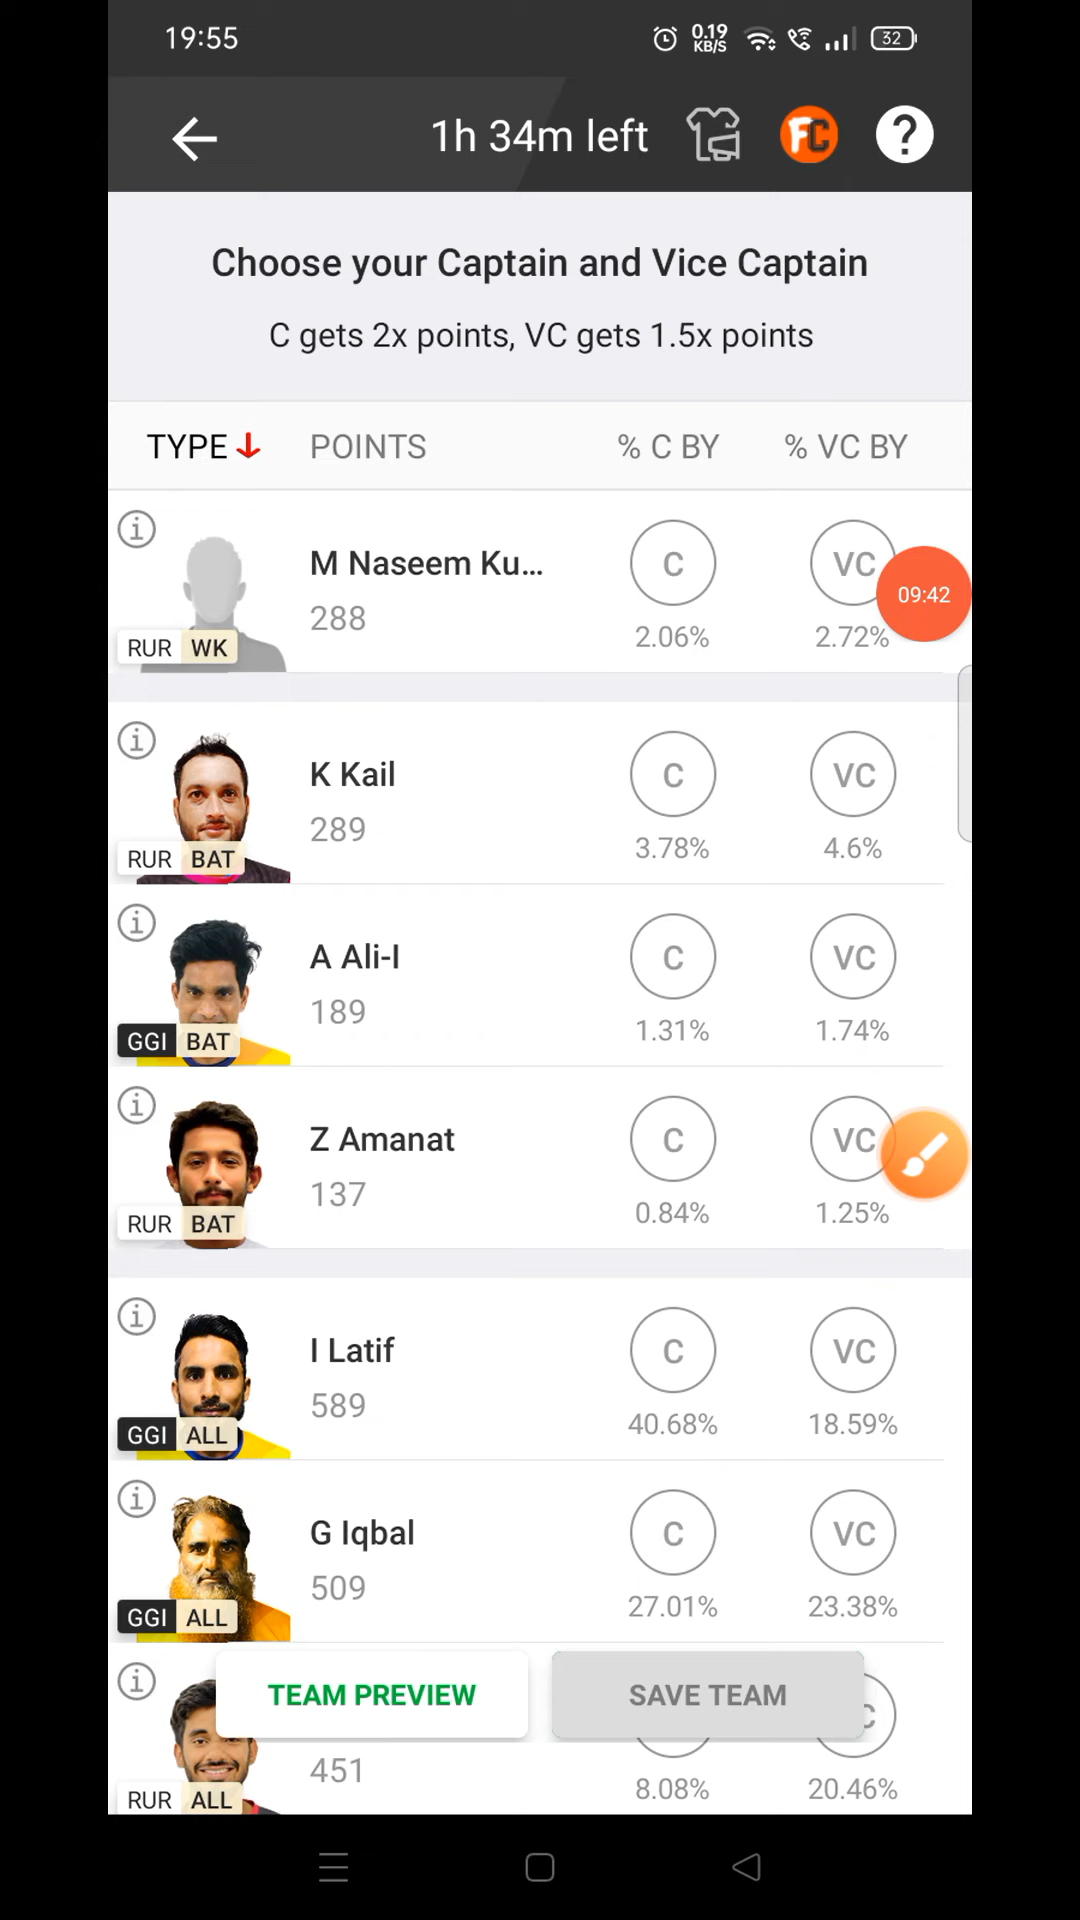 19:55
0.19 KB/S
32
1h 34m left
FC
?
Choose your Captain and Vice Captain
C gets 2x points, VC gets 1.5x points
TYPE POINTS % C BY % VC BY
M Naseem Ku...
288
RUR WK
C
2.06%
VC
2.72%
09:42
K Kail
289
RUR BAT
C
3.78%
VC
4.6%
A Ali-I
189
GGI BAT
C
1.31%
VC
1.74%
Z Amanat
137
RUR BAT
C
0.84%
VC
1.25%
I Latif
589
GGI ALL
C
40.68%
VC
18.59%
G Iqbal
509
GGI ALL
C
27.01%
VC
23.38%
TEAM PREVIEW
SAVE TEAM
451
RUR ALL
8.08%
20.46%